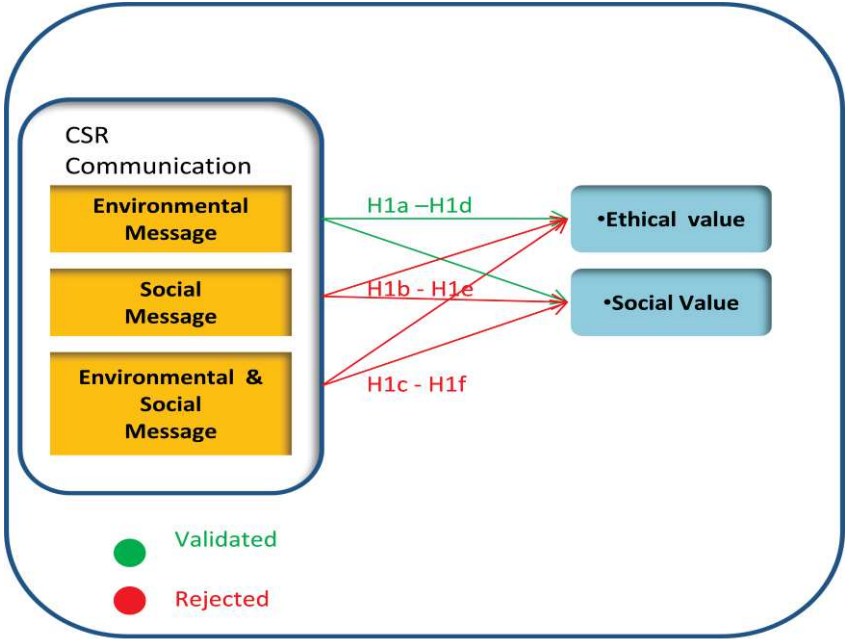 CSR
Communication
Environmental
Message
Social
Message
Environmental &
Social
Message
H1a –H1d
H1b - H1e
H1c - H1f
•Ethical value
•Social Value
Validated
Rejected